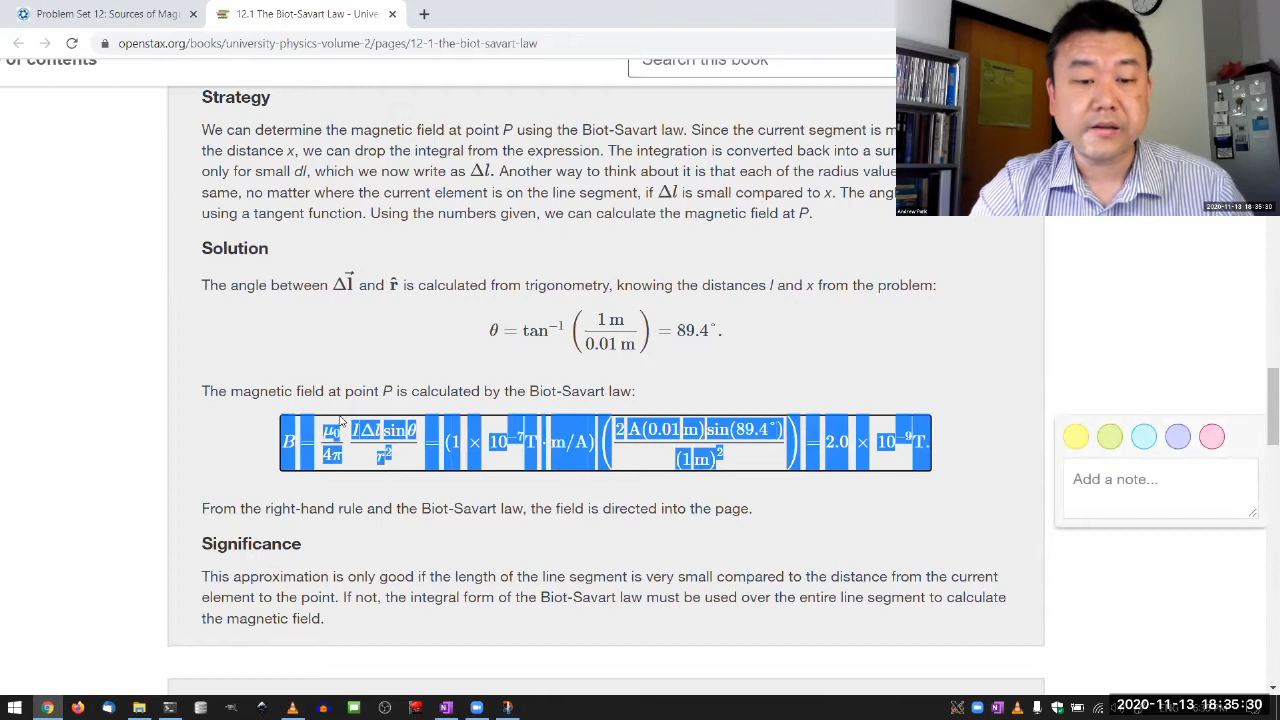 Problem Set 12: Sources of Mag
12.1 The Biot-Savart Law - Unive
openstax.org/books/university-physics-volume-2/pages/12-1-the-biot-savart-law
of contents
Search this book
Strategy
We can determine the magnetic field at point P using the Biot-Savart law. Since the current segment is m
the distance x, we can drop the integral from the expression. The integration is converted back into a sum
only for small dl, which we now write as Δl. Another way to think about it is that each of the radius value
same, no matter where the current element is on the line segment, if Δl is small compared to x. The ang
using a tangent function. Using the numbers given, we can calculate the magnetic field at P.
Solution
The angle between Δl⃗ and r̂ is calculated from trigonometry, knowing the distances l and x from the problem:
θ = tan⁻¹ (1 m / 0.01 m) = 89.4°.
The magnetic field at point P is calculated by the Biot-Savart law:
B = μ₀/4π IΔl sinθ/r² = (1 × 10⁻⁷T · m/A) (2 A(0.01 m) sin(89.4°)/(1 m)²) = 2.0 × 10⁻⁹T.
From the right-hand rule and the Biot-Savart law, the field is directed into the page.
Significance
This approximation is only good if the length of the line segment is very small compared to the distance from the current
element to the point. If not, the integral form of the Biot-Savart law must be used over the entire line segment to calculate
the magnetic field.
Add a note...
Andrew Park
2020-11-13 18:35:30
2020-11-13 18:35:30